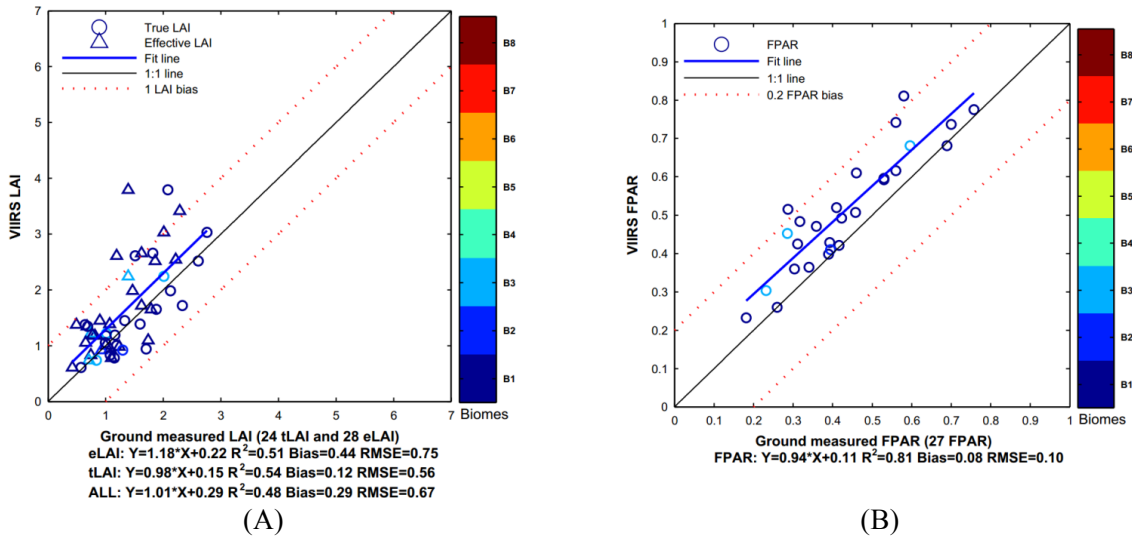 True LAI
Effective LAI
Fit line
1:1 line
1 LAI bias
VIIRS LAI
7
6
5
4
3
2
1
0
0 1 2 3 4 5 6 7
B8
B7
B6
B5
B4
B3
B2
B1
Biomes
Ground measured LAI (24 tLAI and 28 eLAI)
eLAI: Y=1.18*X+0.22 R²=0.51 Bias=0.44 RMSE=0.75
tLAI: Y=0.98*X+0.15 R²=0.54 Bias=0.12 RMSE=0.56
ALL: Y=1.01*X+0.29 R²=0.48 Bias=0.29 RMSE=0.67
(A)
FPAR
Fit line
1:1 line
0.2 FPAR bias
VIIRS FPAR
1
0.9
0.8
0.7
0.6
0.5
0.4
0.3
0.2
0.1
0
0 0.1 0.2 0.3 0.4 0.5 0.6 0.7 0.8 0.9 1
B8
B7
B6
B5
B4
B3
B2
B1
Biomes
Ground measured FPAR (27 FPAR)
FPAR: Y=0.94*X+0.11 R²=0.81 Bias=0.08 RMSE=0.10
(B)